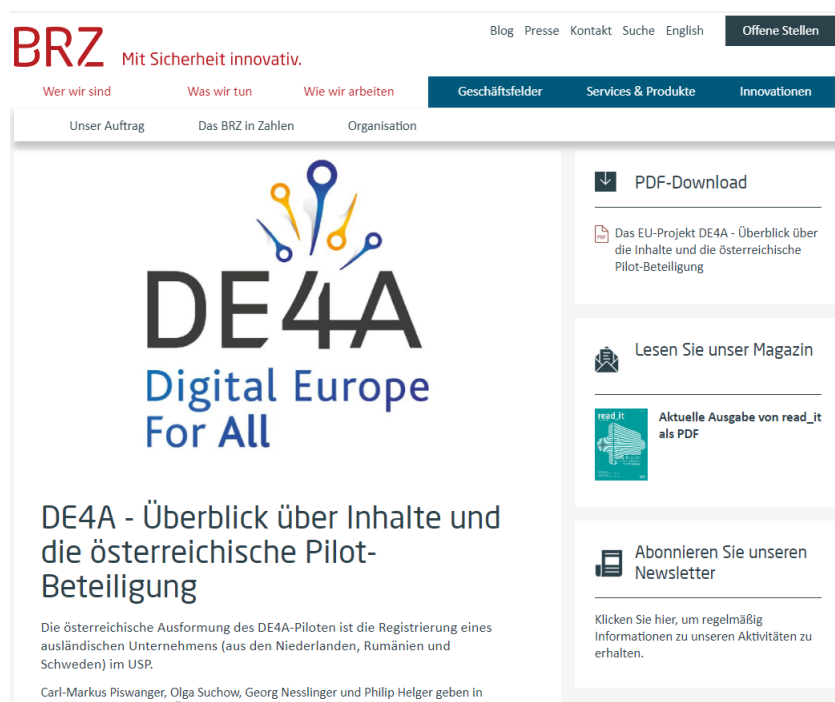 Blog Presse Kontakt Suche English Offene Stellen
BRZ Mit Sicherheit innovativ.
Wer wir sind Was wir tun Wie wir arbeiten Geschäftsfelder Services & Produkte Innovationen
Unser Auftrag Das BRZ in Zahlen Organisation
DE4A
Digital Europe
For All
DE4A - Überblick über Inhalte und
die österreichische Pilot-
Beteiligung
Die österreichische Ausformung des DE4A-Piloten ist die Registrierung eines
ausländischen Unternehmens (aus den Niederlanden, Rumänien und
Schweden) im USP.
Carl-Markus Piswanger, Olga Suchow, Georg Nesslinger und Philip Helger geben in
PDF-Download
PDF
Das EU-Projekt DE4A - Überblick über
die Inhalte und die österreichische
Pilot-Beteiligung
Lesen Sie unser Magazin
read_it
Aktuelle Ausgabe von read_it
als PDF
Abonnieren Sie unseren
Newsletter
Klicken Sie hier, um regelmäßig
Informationen zu unseren Aktivitäten zu
erhalten.